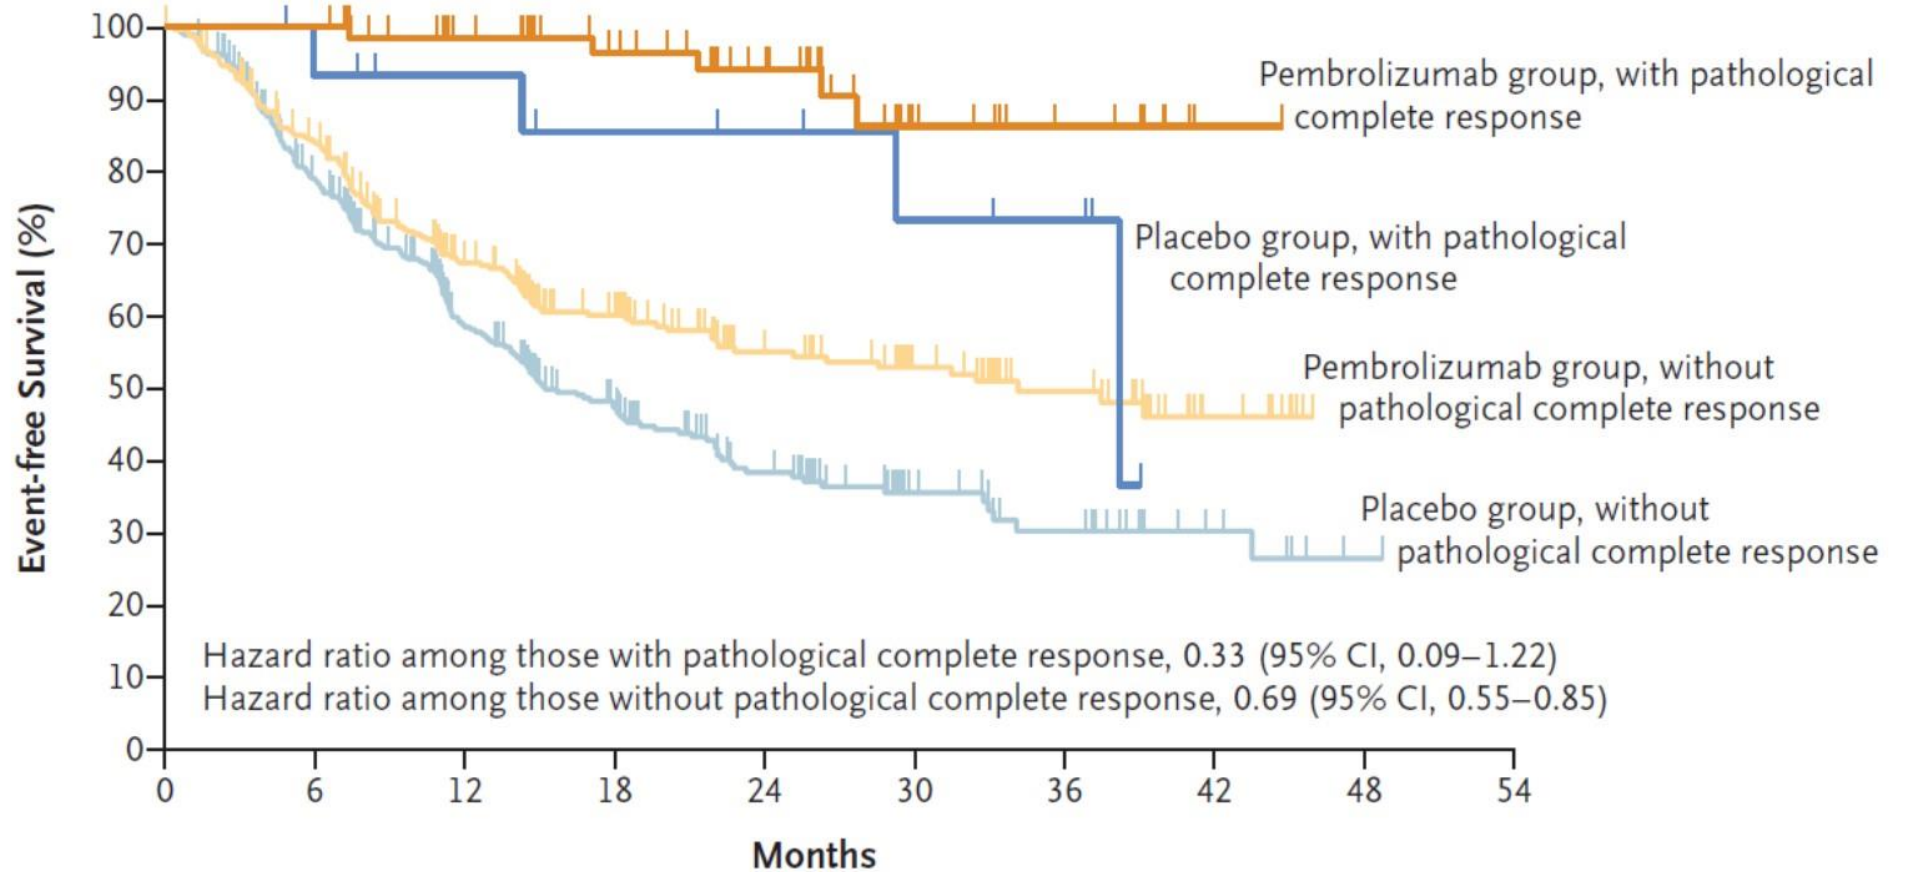 100
90
80
70
60
50
40
30
20
10
0
Event-free Survival (%)
Pembrolizumab group, with pathological
complete response
Placebo group, with pathological
complete response
Pembrolizumab group, without
pathological complete response
Placebo group, without
pathological complete response
Hazard ratio among those with pathological complete response, 0.33 (95% CI, 0.09–1.22)
Hazard ratio among those without pathological complete response, 0.69 (95% CI, 0.55–0.85)
0 6 12 18 24 30 36 42 48 54
Months